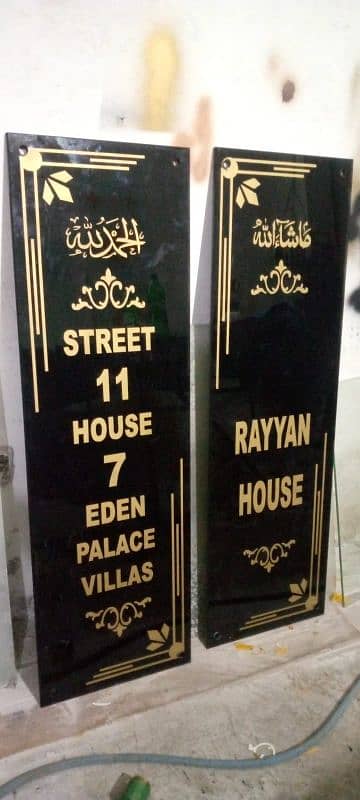 الحمد لله
STREET
11
HOUSE
7
EDEN
PALACE
VILLAS
ماشاءالله
RAYYAN
HOUSE